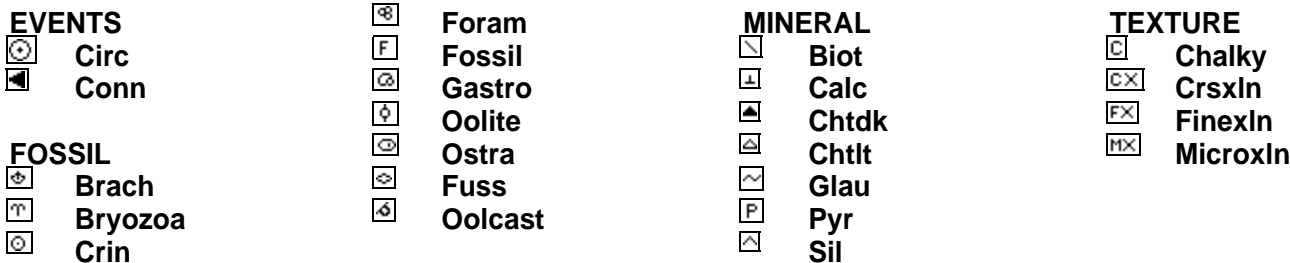 EVENTS
Circ
Conn
FOSSIL
Brach
Bryozoa
Crin
Foram
F Fossil
Gastro
Oolite
Ostra
Fuss
Oolcast
MINERAL
Biot
Calc
Chtdk
Chtlt
Glau
P Pyr
Sil
TEXTURE
C Chalky
CX Crsxln
FX Finexln
MX Microxln